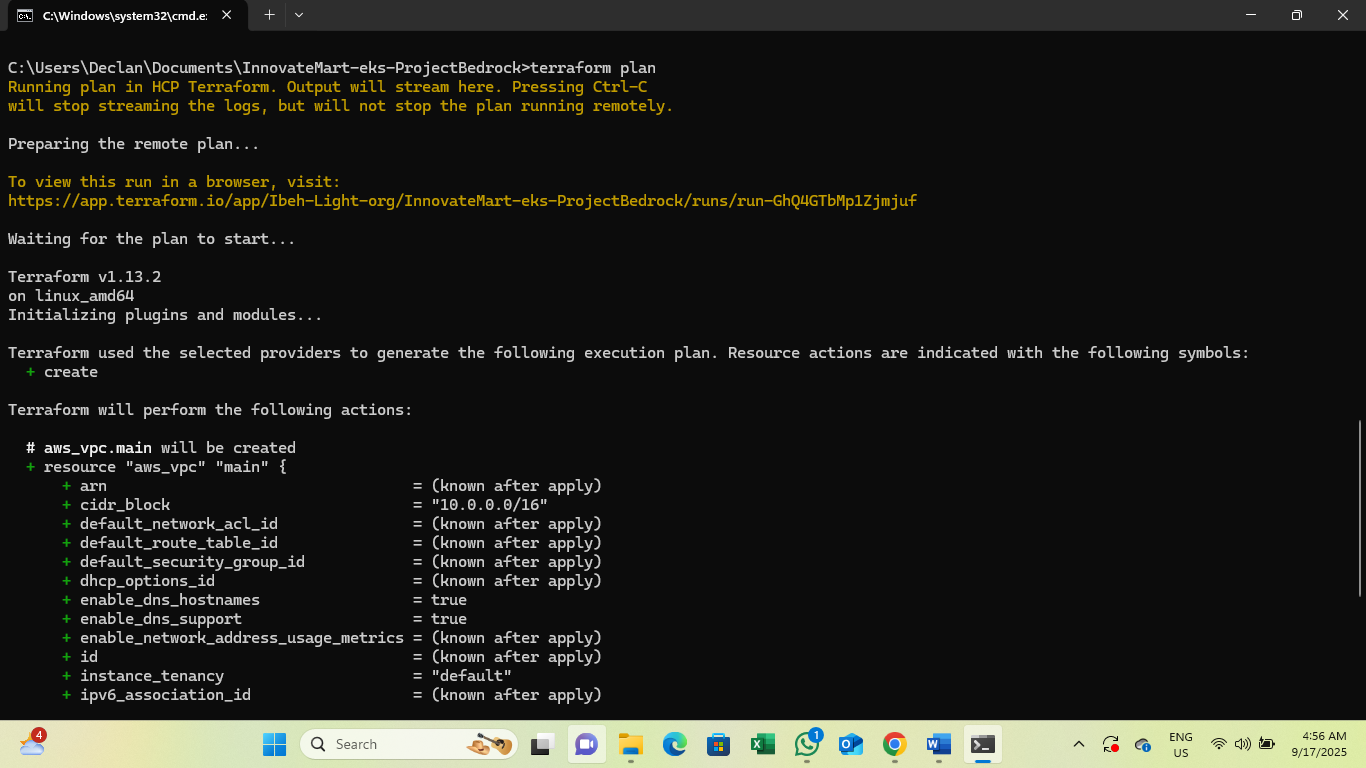 C:\Windows\system32\cmd.e:
C:\Users\Declan\Documents\InnovateMart-eks-ProjectBedrock>terraform plan
Running plan in HCP Terraform. Output will stream here. Pressing Ctrl-C
will stop streaming the logs, but will not stop the plan running remotely.
Preparing the remote plan...
To view this run in a browser, visit:
https://app.terraform.io/app/Ibeh-Light-org/InnovateMart-eks-ProjectBedrock/runs/run-GhQ4GTbMp1Zjmjuf
Waiting for the plan to start...
Terraform v1.13.2
on linux_amd64
Initializing plugins and modules...
Terraform used the selected providers to generate the following execution plan. Resource actions are indicated with the following symbols:
  + create
Terraform will perform the following actions:
  # aws_vpc.main will be created
  + resource "aws_vpc" "main" {
      + arn                                  = (known after apply)
      + cidr_block                           = "10.0.0.0/16"
      + default_network_acl_id               = (known after apply)
      + default_route_table_id               = (known after apply)
      + default_security_group_id            = (known after apply)
      + dhcp_options_id                      = (known after apply)
      + enable_dns_hostnames                 = true
      + enable_dns_support                   = true
      + enable_network_address_usage_metrics = (known after apply)
      + id                                   = (known after apply)
      + instance_tenancy                     = "default"
      + ipv6_association_id                  = (known after apply)
4
Search
1
ENG
US
4:56 AM
9/17/2025